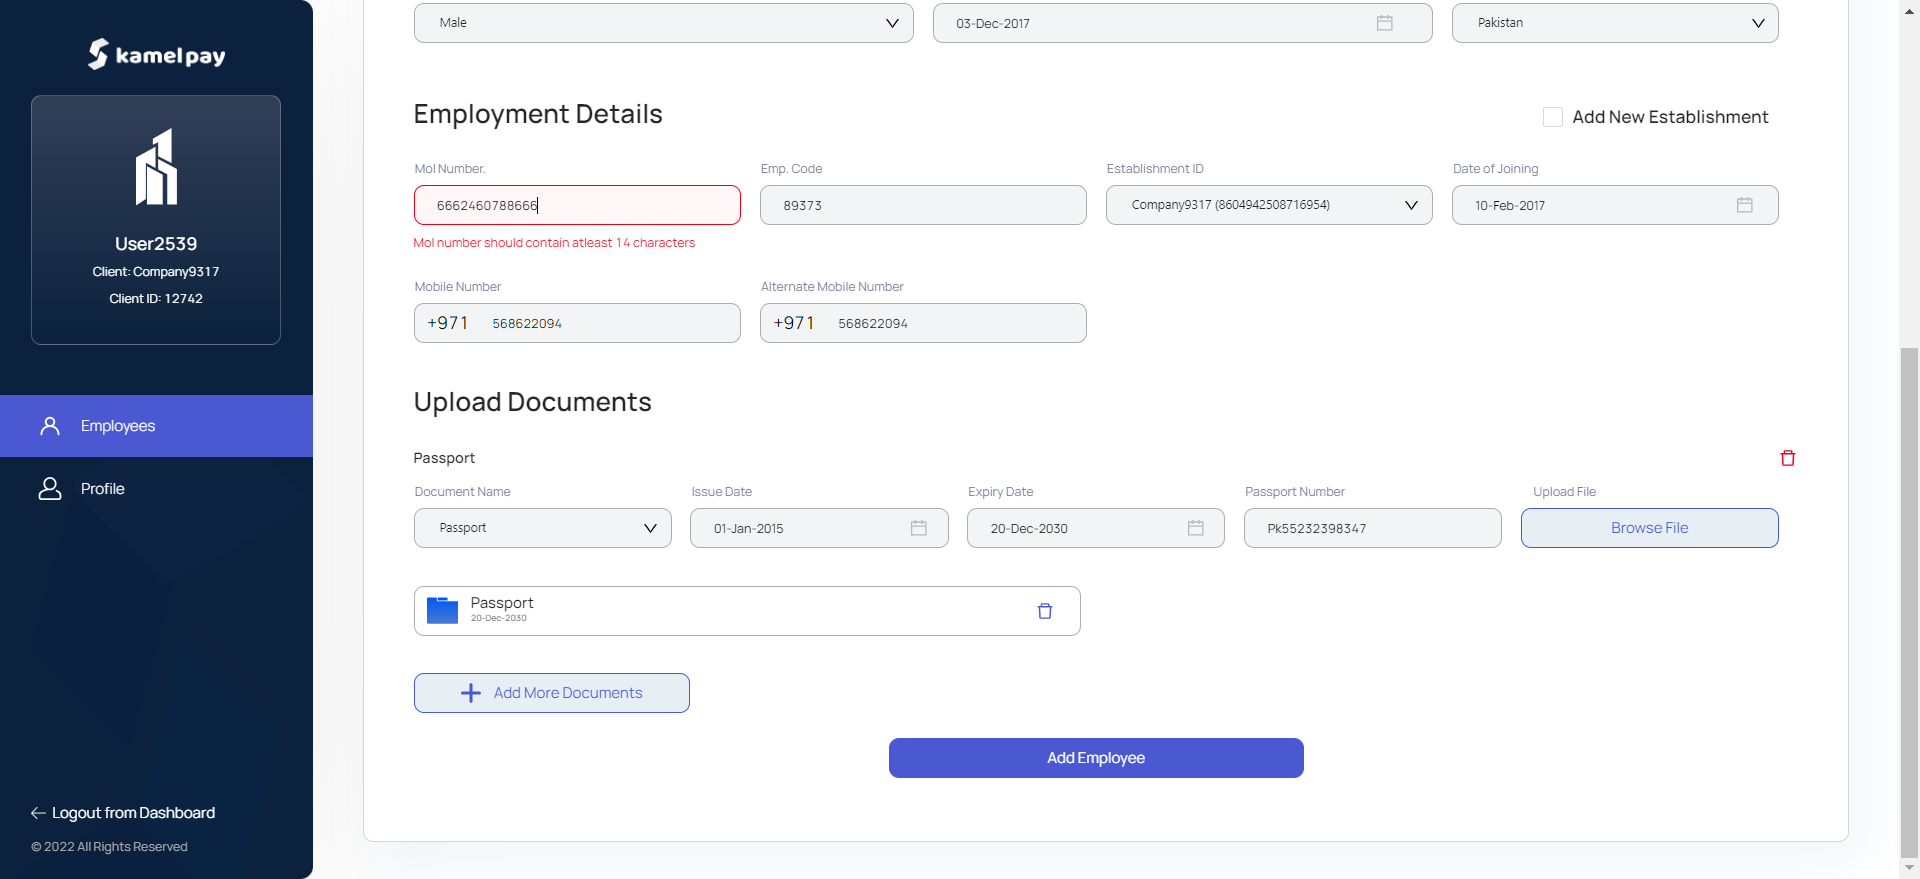 kamelpay
User2539
Client: Company9317
Client ID: 12742
Employees
Profile
Logout from Dashboard
© 2022 All Rights Reserved
Male
03-Dec-2017
Pakistan
Employment Details
Add New Establishment
Mol Number.
Emp. Code
Establishment ID
Date of Joining
6662460788666
89373
Company9317 (8604942508716954)
10-Feb-2017
Mol number should contain atleast 14 characters
Mobile Number
Alternate Mobile Number
+971 568622094
+971 568622094
Upload Documents
Passport
Document Name
Issue Date
Expiry Date
Passport Number
Upload File
Passport
01-Jan-2015
20-Dec-2030
Pk55232398347
Browse File
Passport
20-Dec-2030
Add More Documents
Add Employee